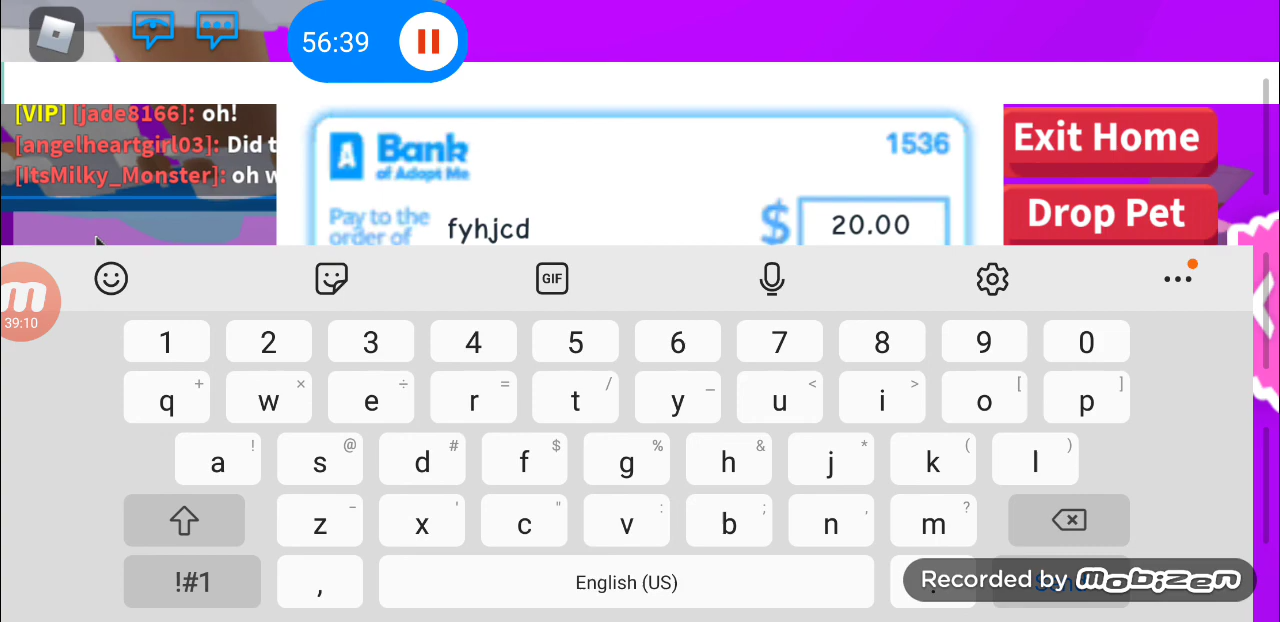 56:39
[VIP] [jade8166]: oh!
[angelheartgirl03]: Did t
[ItsMilky_Monster]: oh w
A Bank
of Adopt Me
1536
Pay to the
order of
fyhjcd
$ 20.00
Exit Home
Drop Pet
m
39:10
GIF
1 2 3 4 5 6 7 8 9 0
+ × ÷ = / _ < > [ ]
q w e r t y u i o p
! @ # $ % & * ( )
a s d f g h j k l
- ' " : ; , ?
z x c v b n m
!#1 , English (US) .
Recorded by mobizen